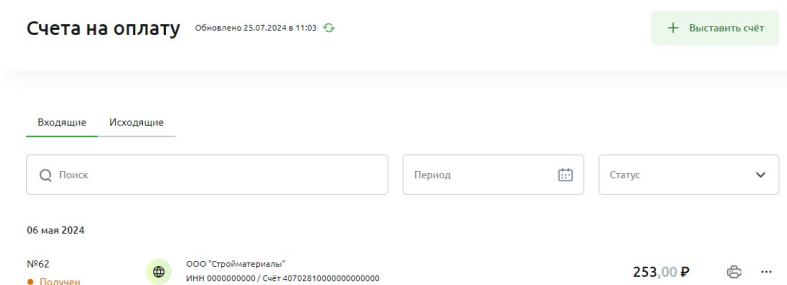 Счета на оплату Обновлено 25.07.2024 в 11:03
+ Выставить счёт
Входящие Исходящие
Поиск Период Статус
06 мая 2024
№62 ООО "Стройматериалы" 253,00 ₽
Получен ИНН 0000000000 / Счёт 40702810000000000000